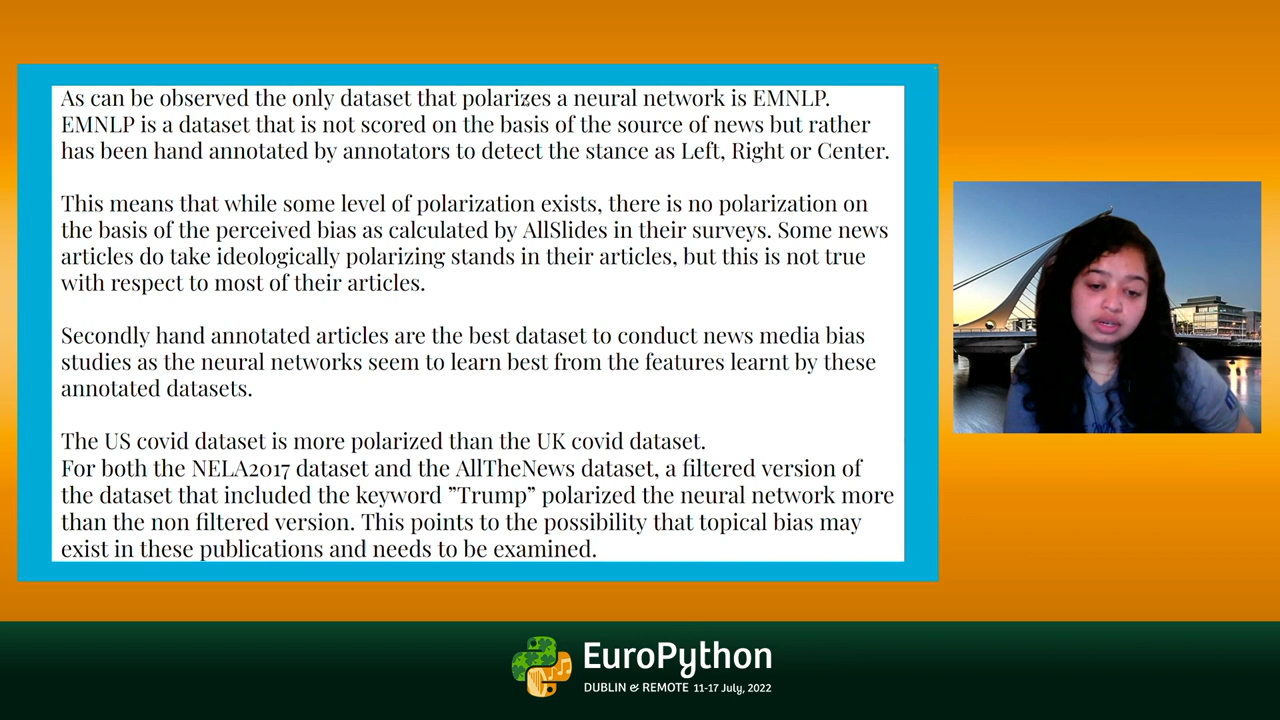 As can be observed the only dataset that polarizes a neural network is EMNLP.
EMNLP is a dataset that is not scored on the basis of the source of news but rather
has been hand annotated by annotators to detect the stance as Left, Right or Center.
This means that while some level of polarization exists, there is no polarization on
the basis of the perceived bias as calculated by AllSlides in their surveys. Some news
articles do take ideologically polarizing stands in their articles, but this is not true
with respect to most of their articles.
Secondly hand annotated articles are the best dataset to conduct news media bias
studies as the neural networks seem to learn best from the features learnt by these
annotated datasets.
The US covid dataset is more polarized than the UK covid dataset.
For both the NELA2017 dataset and the AllTheNews dataset, a filtered version of
the dataset that included the keyword ”Trump” polarized the neural network more
than the non filtered version. This points to the possibility that topical bias may
exist in these publications and needs to be examined.
EuroPython
DUBLIN & REMOTE 11-17 July, 2022